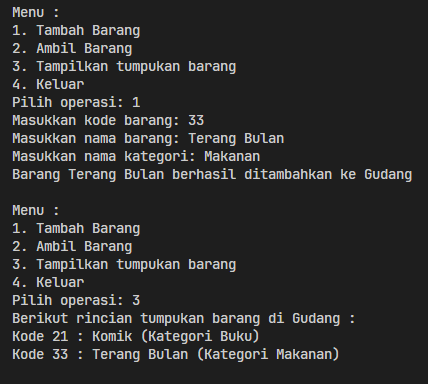 Menu :
1. Tambah Barang
2. Ambil Barang
3. Tampilkan tumpukan barang
4. Keluar
Pilih operasi: 1
Masukkan kode barang: 33
Masukkan nama barang: Terang Bulan
Masukkan nama kategori: Makanan
Barang Terang Bulan berhasil ditambahkan ke Gudang
Menu :
1. Tambah Barang
2. Ambil Barang
3. Tampilkan tumpukan barang
4. Keluar
Pilih operasi: 3
Berikut rincian tumpukan barang di Gudang :
Kode 21 : Komik (Kategori Buku)
Kode 33 : Terang Bulan (Kategori Makanan)